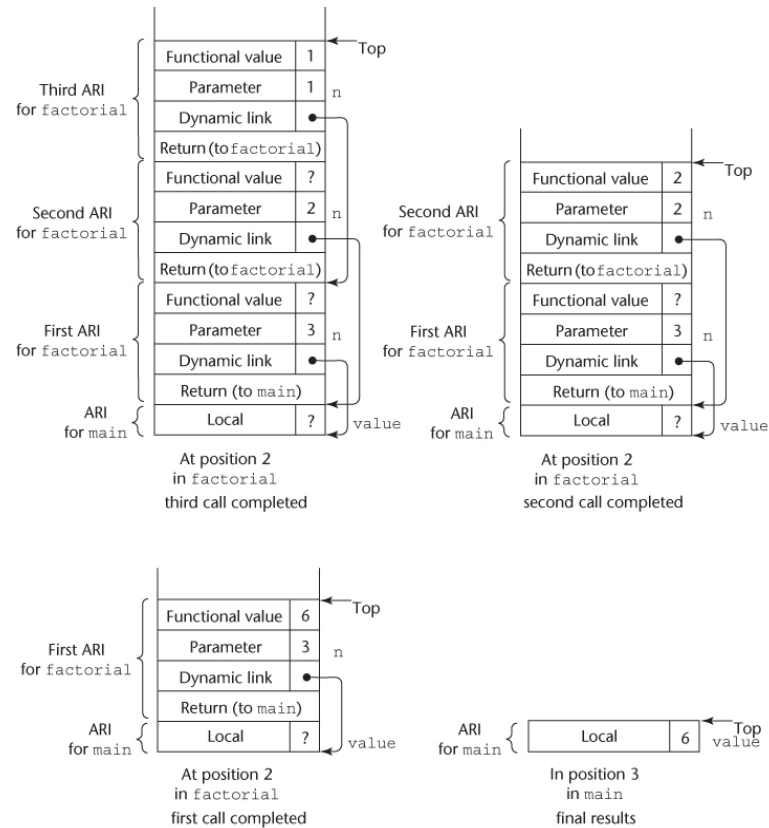 Top
Functional value 1
Third ARI
for factorial
Parameter 1 n
Dynamic link
Return (to factorial)
Functional value ?
Second ARI
for factorial
Parameter 2 n
Dynamic link
Return (to factorial)
Functional value ?
First ARI
for factorial
Parameter 3 n
Dynamic link
Return (to main)
ARI
for main
Local ? value
At position 2
in factorial
third call completed
Top
Functional value 2
Second ARI
for factorial
Parameter 2 n
Dynamic link
Return (to factorial)
Functional value ?
First ARI
for factorial
Parameter 3 n
Dynamic link
Return (to main)
ARI
for main
Local ? value
At position 2
in factorial
second call completed
Top
Functional value 6
First ARI
for factorial
Parameter 3 n
Dynamic link
Return (to main)
ARI
for main
Local ? value
At position 2
in factorial
first call completed
Top
ARI
for main
Local 6 value
In position 3
in main
final results